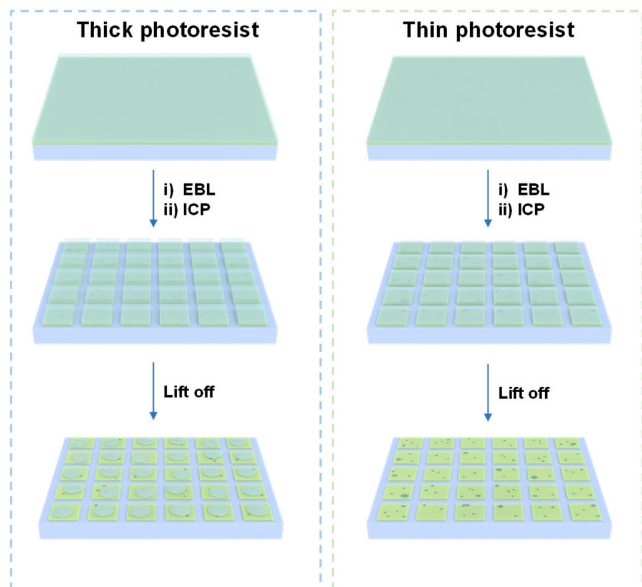 Thick photoresist
i) EBL
ii) ICP
Lift off
Thin photoresist
i) EBL
ii) ICP
Lift off